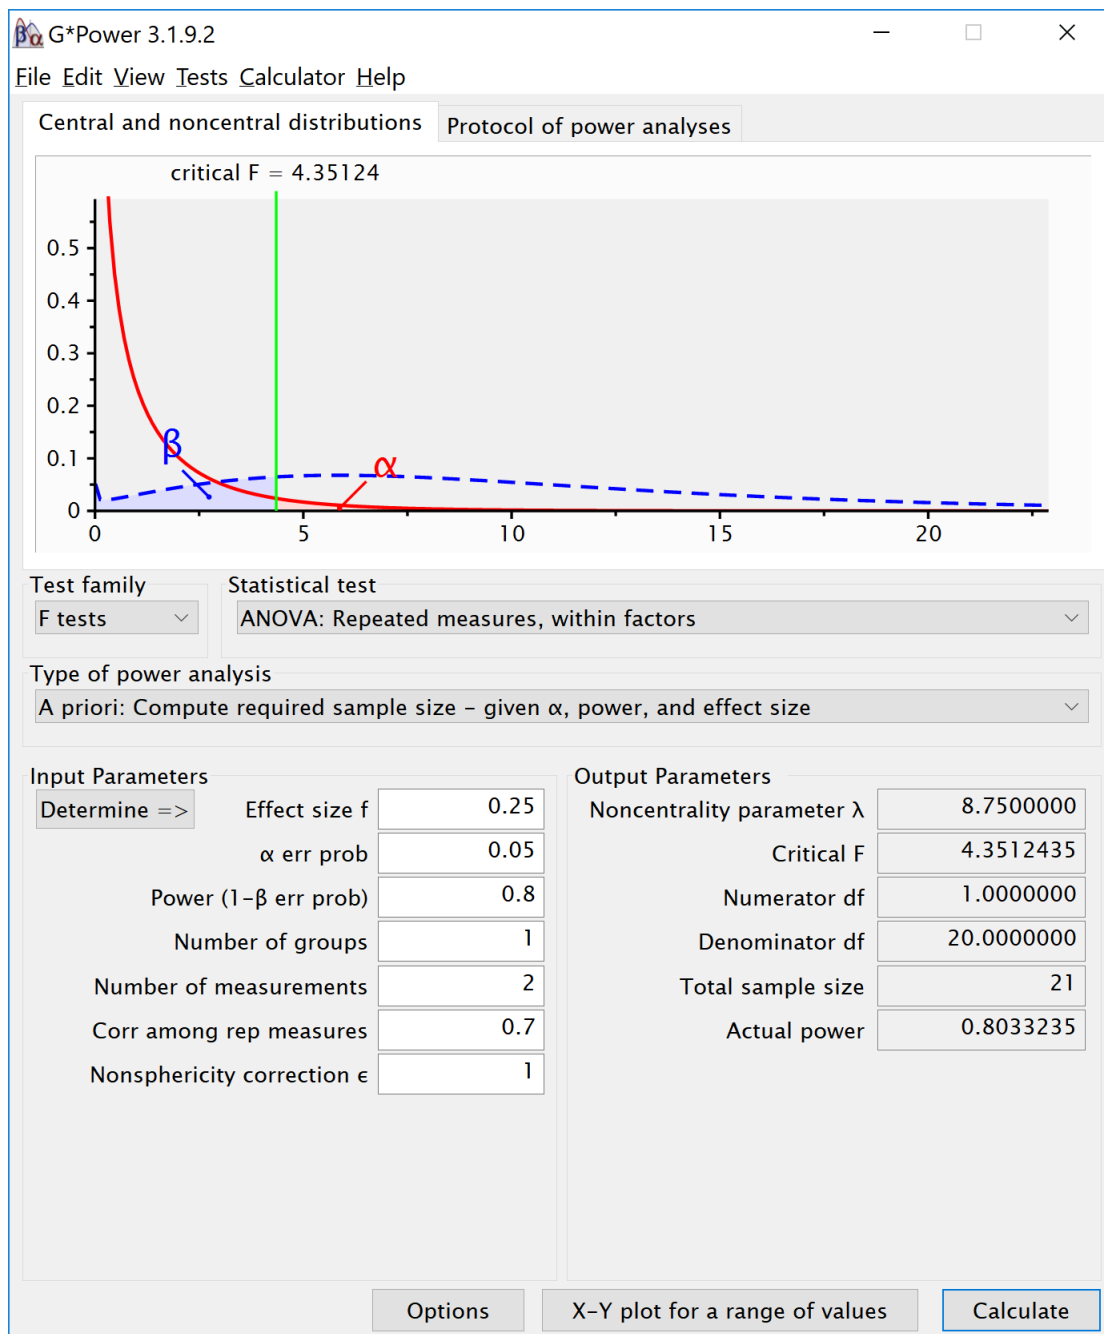 G*Power 3.1.9.2
File Edit View Tests Calculator Help
Central and noncentral distributions Protocol of power analyses
critical F = 4.35124
0.5
0.4
0.3
0.2
0.1
0
β
α
0 5 10 15 20
Test family Statistical test
F tests ANOVA: Repeated measures, within factors
Type of power analysis
A priori: Compute required sample size – given α, power, and effect size
Input Parameters
Determine => Effect size f 0.25
α err prob 0.05
Power (1–β err prob) 0.8
Number of groups 1
Number of measurements 2
Corr among rep measures 0.7
Nonsphericity correction ϵ 1
Output Parameters
Noncentrality parameter λ 8.7500000
Critical F 4.3512435
Numerator df 1.0000000
Denominator df 20.0000000
Total sample size 21
Actual power 0.8033235
Options X–Y plot for a range of values Calculate